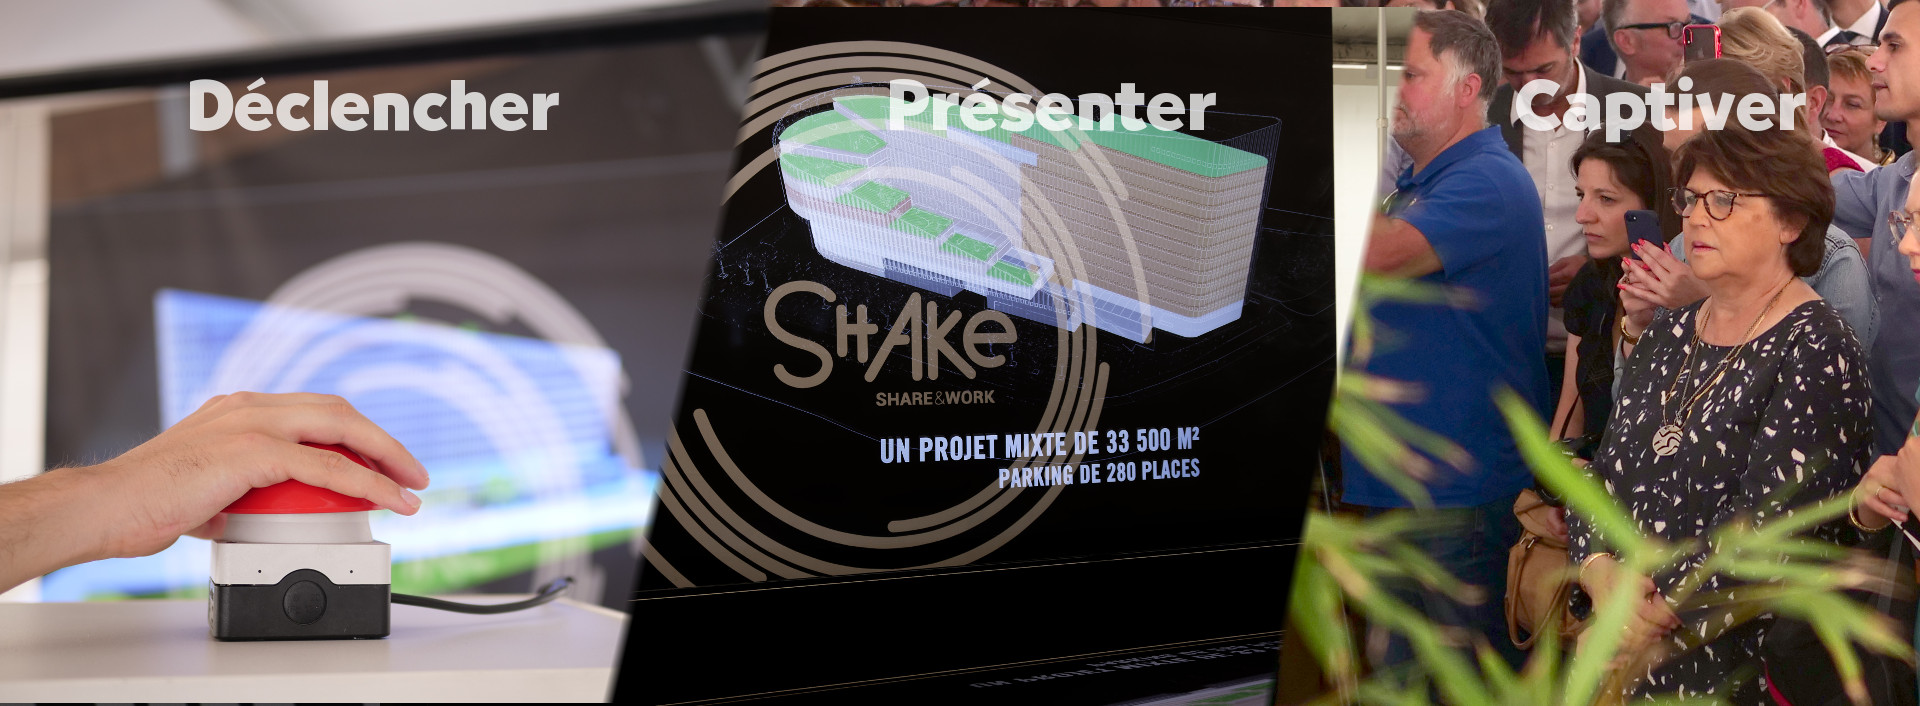 Déclencher
Présenter
Captiver
SHAKe
SHARE&WORK
UN PROJET MIXTE DE 33 500 M²
PARKING DE 280 PLACES